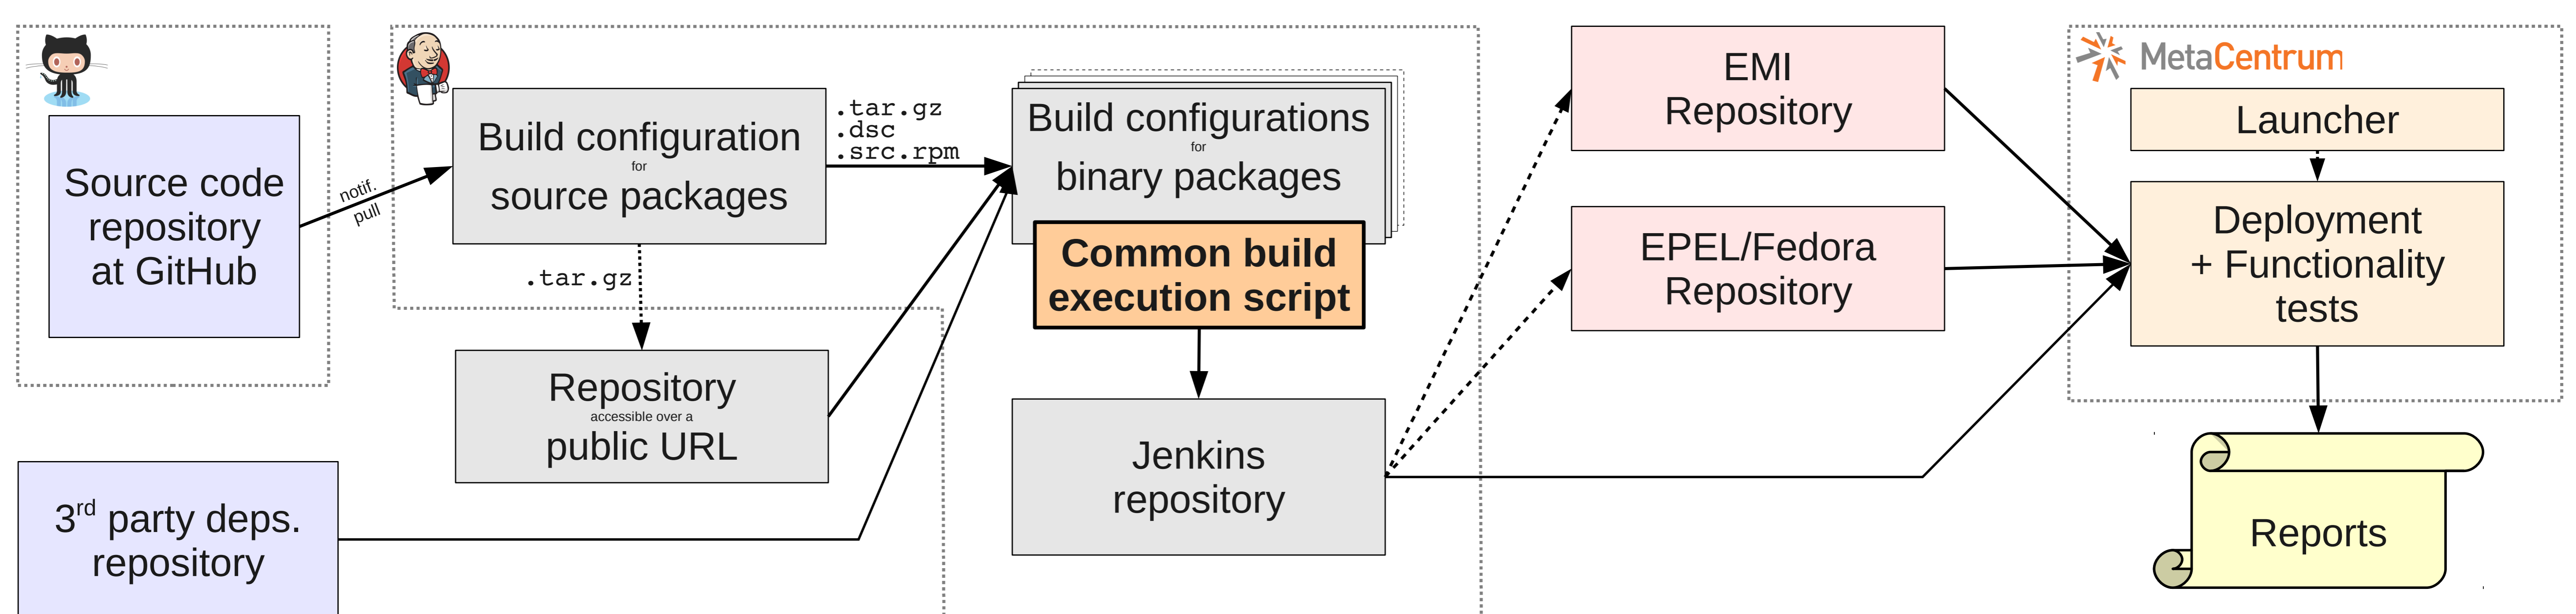 Source code
repository
at GitHub
notif.
pull
3rd party deps.
repository
Build configuration
for
source packages
.tar.gz
.dsc
.src.rpm
.tar.gz
Repository
accessible over a
public URL
Build configurations
for
binary packages
Common build
execution script
Jenkins
repository
EMI
Repository
EPEL/Fedora
Repository
MetaCentrum
Launcher
Deployment
+ Functionality
tests
Reports